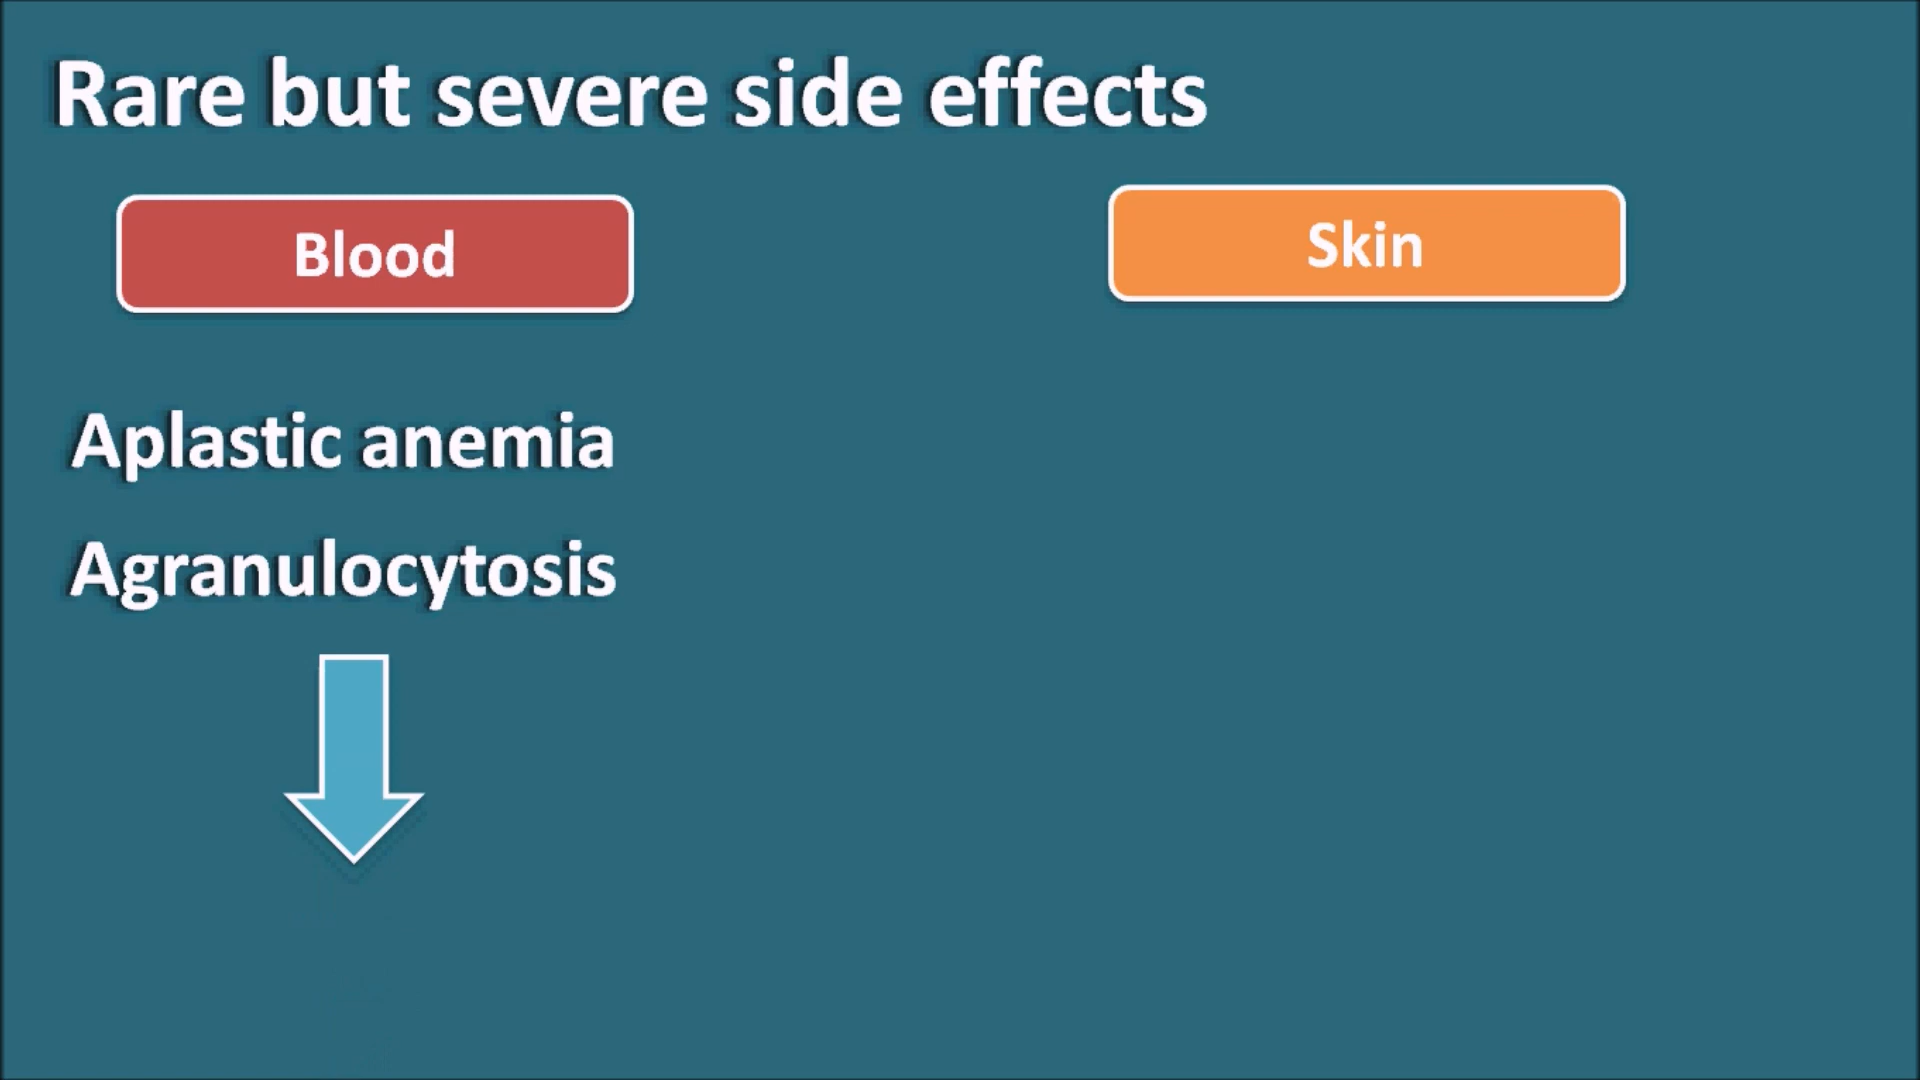 Rare but severe side effects
Blood
Skin
Aplastic anemia
Agranulocytosis